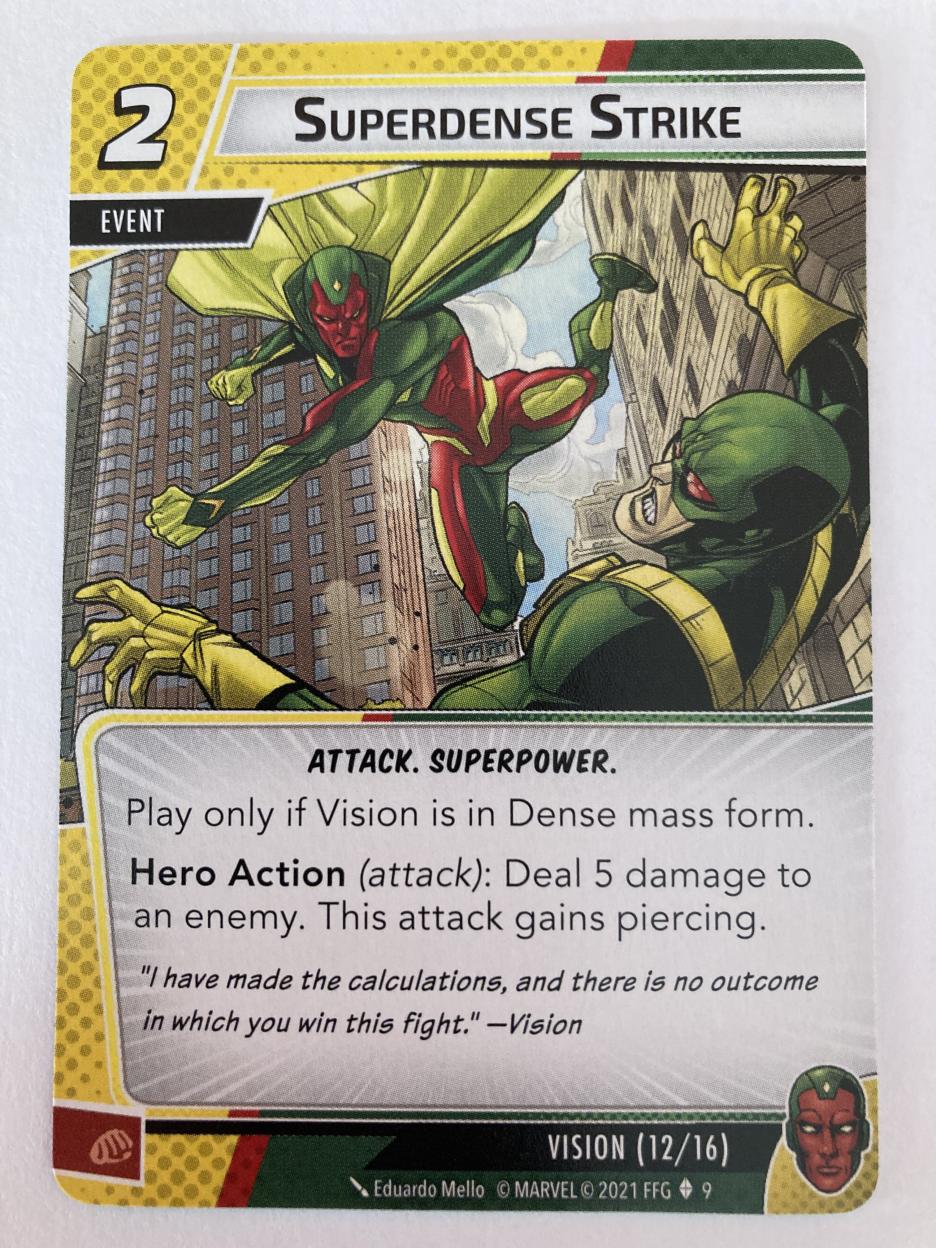 2
SUPERDENSE STRIKE
EVENT
ATTACK. SUPERPOWER.
Play only if Vision is in Dense mass form.
Hero Action (attack): Deal 5 damage to
an enemy. This attack gains piercing.
"I have made the calculations, and there is no outcome
in which you win this fight." —Vision
VISION (12/16)
Eduardo Mello © MARVEL © 2021 FFG 9